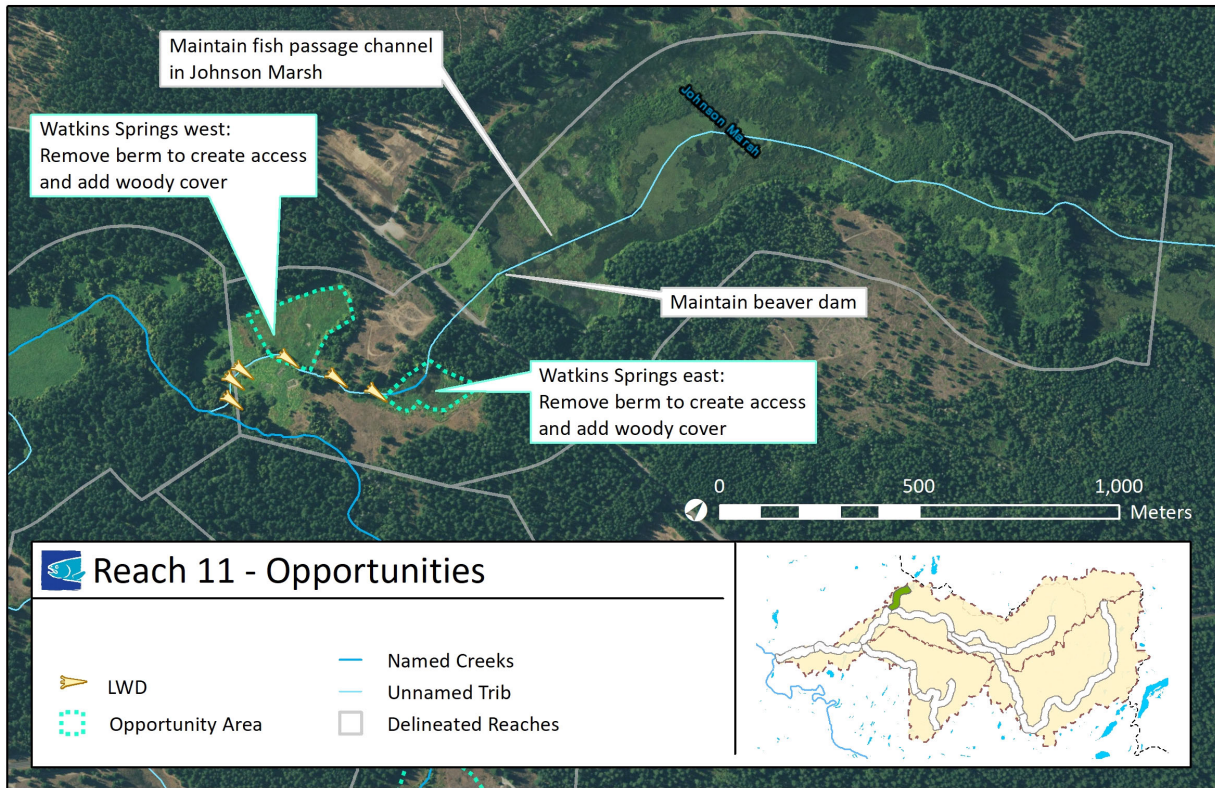 Maintain fish passage channel
in Johnson Marsh
Johnson Marsh
Watkins Springs west:
Remove berm to create access
and add woody cover
Maintain beaver dam
Watkins Springs east:
Remove berm to create access
and add woody cover
0 500 1,000
Meters
Reach 11 - Opportunities
LWD
Opportunity Area
Named Creeks
Unnamed Trib
Delineated Reaches